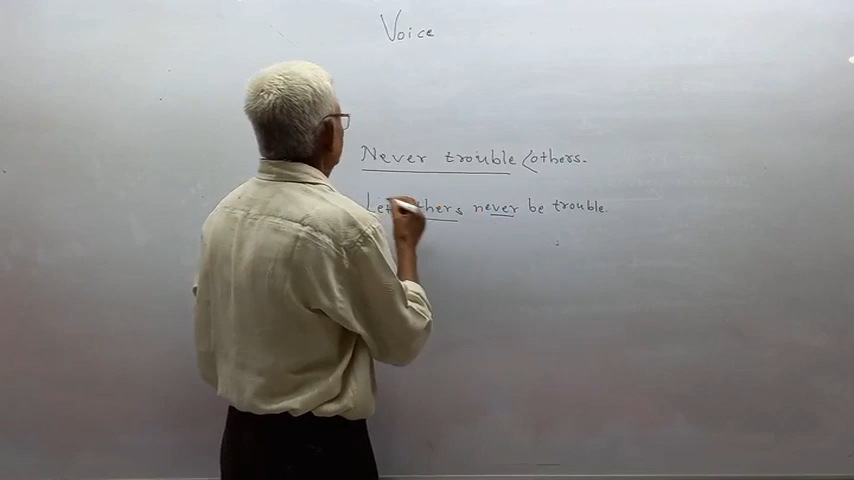 Voice
Never trouble < others.
Let others never be trouble.